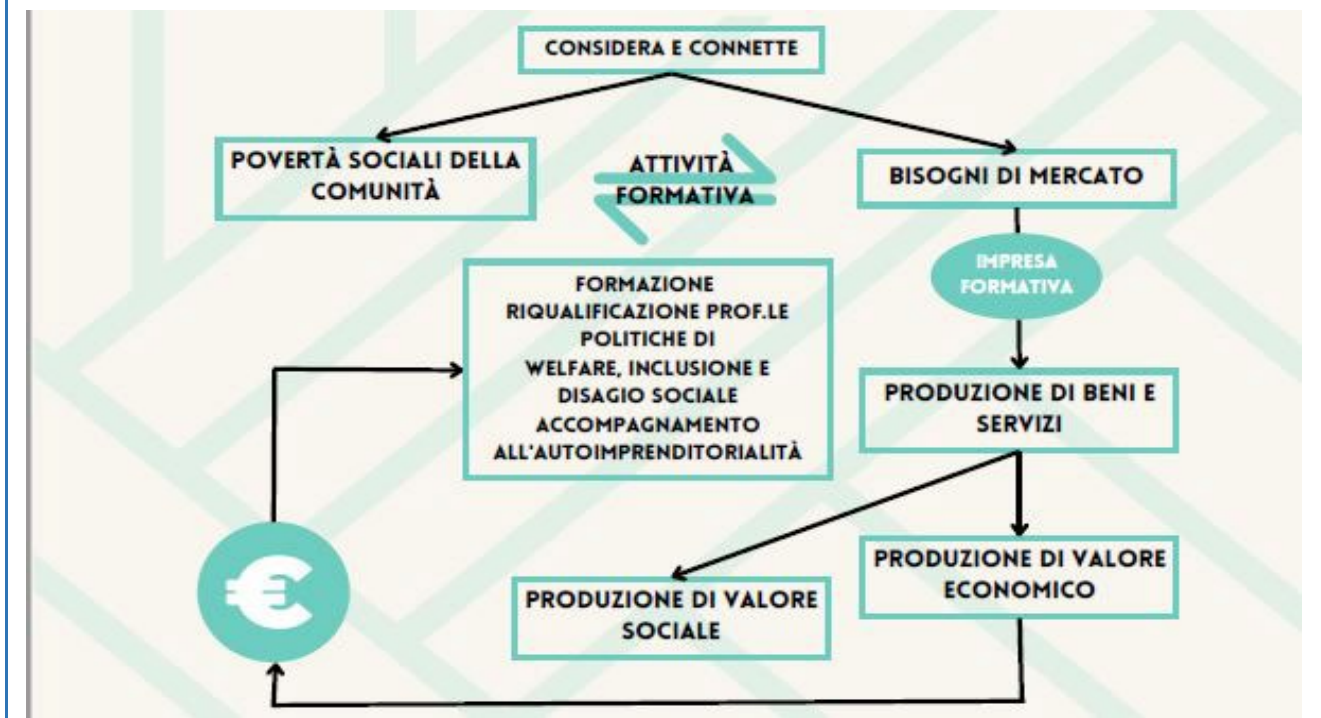 CONSIDERA E CONNETTE
POVERTÀ SOCIALI DELLA
COMUNITÀ
ATTIVITÀ
FORMATIVA
BISOGNI DI MERCATO
IMPRESA
FORMATIVA
FORMAZIONE
RIQUALIFICAZIONE PROF.LE
POLITICHE DI
WELFARE, INCLUSIONE E
DISAGIO SOCIALE
ACCOMPAGNAMENTO
ALL'AUTOIMPRENDITORIALITÀ
PRODUZIONE DI BENI E
SERVIZI
PRODUZIONE DI VALORE
ECONOMICO
PRODUZIONE DI VALORE
SOCIALE
€